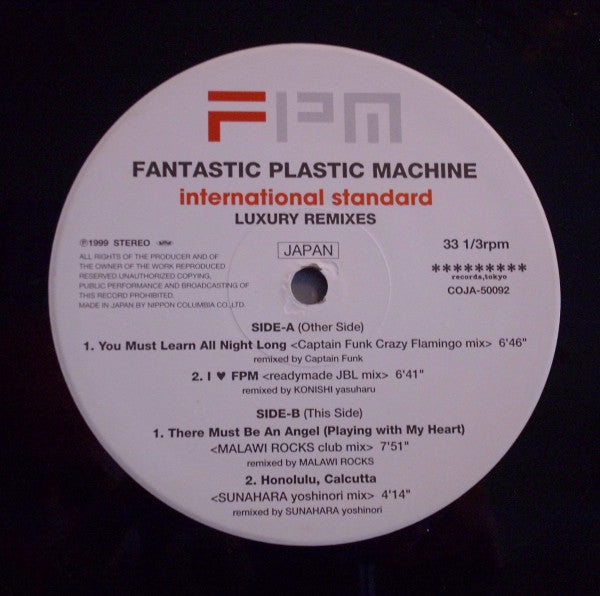 FPM
FANTASTIC PLASTIC MACHINE
international standard
LUXURY REMIXES
℗1999 STEREO
ALL RIGHTS OF THE PRODUCER AND OF
THE OWNER OF THE WORK REPRODUCED
RESERVED.UNAUTHORIZED COPYING,
PUBLIC PERFORMANCE AND BROADCASTING OF
THIS RECORD PROHIBITED.
MADE IN JAPAN BY NIPPON COLUMBIA CO.,LTD.
JAPAN
33 1/3rpm
*********
records,tokyo
COJA-50092
SIDE-A (Other Side)
1. You Must Learn All Night Long <Captain Funk Crazy Flamingo mix> 6'46"
remixed by Captain Funk
2. I ♥ FPM <readymade JBL mix> 6'41"
remixed by KONISHI yasuharu
SIDE-B (This Side)
1. There Must Be An Angel (Playing with My Heart)
<MALAWI ROCKS club mix> 7'51"
remixed by MALAWI ROCKS
2. Honolulu, Calcutta
<SUNAHARA yoshinori mix> 4'14"
remixed by SUNAHARA yoshinori